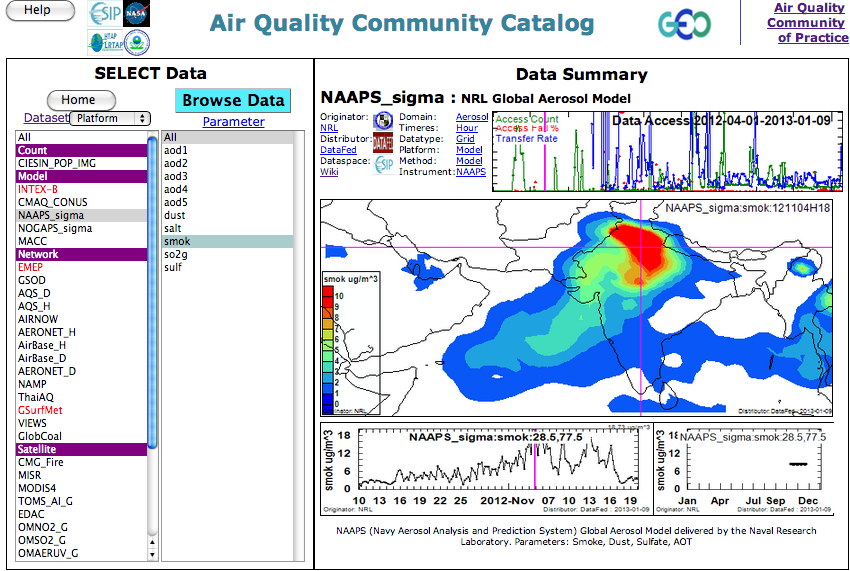 Help
ESIP
NASA
HTAP
LRTAP
Air Quality Community Catalog
GEO
Air Quality
Community
of Practice
SELECT Data
Home
Browse Data
Dataset
Platform
Parameter
All
Count
CIESIN_POP_IMG
Model
INTEX-B
CMAQ_CONUS
NAAPS_sigma
NOGAPS_sigma
MACC
Network
EMEP
GSOD
AQS_D
AQS_H
AIRNOW
AERONET_H
AirBase_H
AirBase_D
AERONET_D
NAMP
ThaiAQ
GSurfMet
VIEWS
GlobCoal
Satellite
CMG_Fire
MISR
MODIS4
TOMS_AI_G
EDAC
OMNO2_G
OMSO2_G
OMAERUV_G
All
aod1
aod2
aod3
aod4
aod5
dust
salt
smok
so2g
sulf
Data Summary
NAAPS_sigma : NRL Global Aerosol Model
Originator:
NRL
Distributor:
DataFed
Dataspace:
Wiki
DATAFED
ESIP
Domain: Aerosol
Timeres: Hour
Datatype: Grid
Platform: Model
Method: Model
Instrument: NAAPS
Access Count
Access Fail %
Transfer Rate
Data Access 2012-04-01-2013-01-09
NAAPS_sigma:smok:121104H18
smok ug/m^3
10
9
8
7
6
5
4
3
2
1
0
inator: NRL
Distributor: DataFed : 2013-01-09
18.73 ug/m^3
NAAPS_sigma:smok:28.5,77.5
smok ug/m^3
18
12
6
0
10 13 16 19 22 25 2012-Nov 07 10 13 16 19
Originator: NRL
Distributor: DataFed : 2013-01-09
NAAPS_sigma:smok:28.5,77.5
smok ug/m^3
18
12
6
0
Jan Apr Jul Sep Dec
Originator: NRL
Distributor: DataFed : 2013-01-09
NAAPS (Navy Aerosol Analysis and Prediction System) Global Aerosol Model delivered by the Naval Research
Laboratory. Parameters: Smoke, Dust, Sulfate, AOT